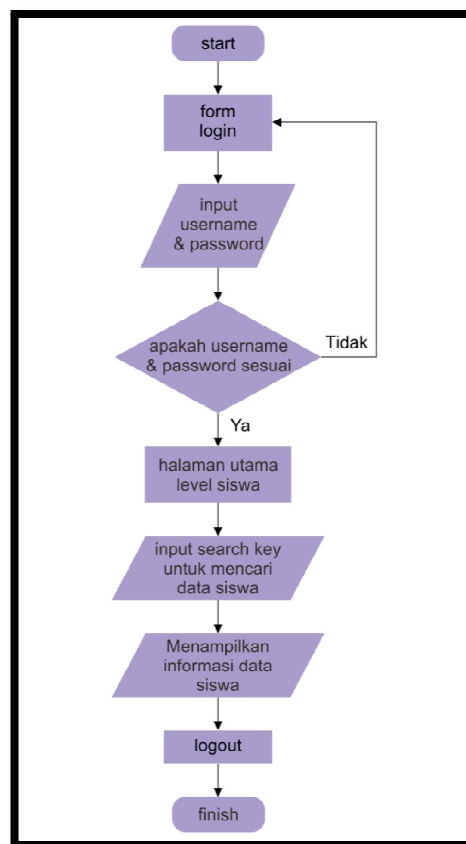 start
form
login
input
username
& password
apakah username
& password sesuai
Tidak
Ya
halaman utama
level siswa
input search key
untuk mencari
data siswa
Menampilkan
informasi data
siswa
logout
finish